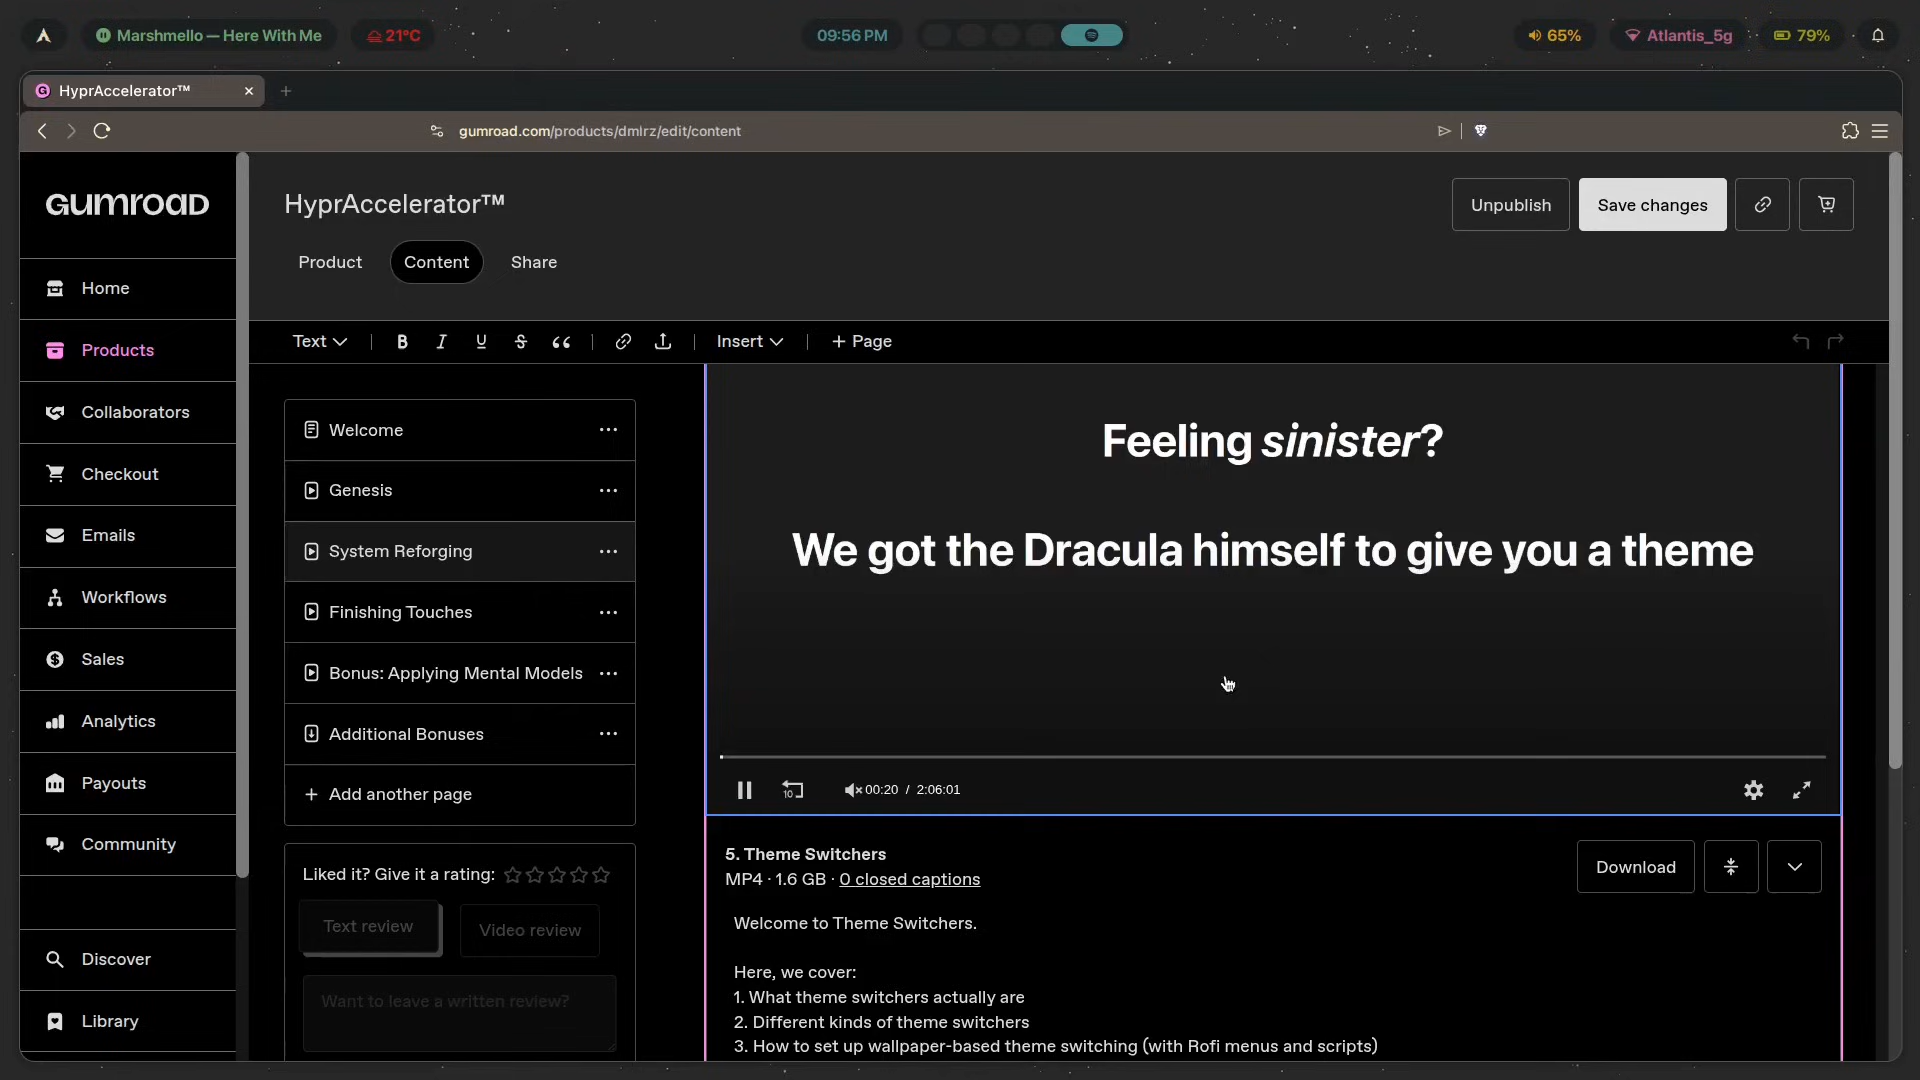 Marshmello — Here With Me
21°C
09:56 PM
65%
Atlantis_5g
79%
HyprAccelerator™
gumroad.com/products/dmlrz/edit/content
GUMROAD
Home
Products
Collaborators
Checkout
Emails
Workflows
Sales
Analytics
Payouts
Community
Discover
Library
HyprAccelerator™
Unpublish
Save changes
Product
Content
Share
Text
B
I
U
S
Insert
+ Page
Welcome
Genesis
System Reforging
Finishing Touches
Bonus: Applying Mental Models
Additional Bonuses
+ Add another page
Liked it? Give it a rating:
Text review
Video review
Want to leave a written review?
Feeling sinister?
We got the Dracula himself to give you a theme
10
00:20 / 2:06:01
5. Theme Switchers
MP4 · 1.6 GB · 0 closed captions
Download
Welcome to Theme Switchers.
Here, we cover:
1. What theme switchers actually are
2. Different kinds of theme switchers
3. How to set up wallpaper-based theme switching (with Rofi menus and scripts)